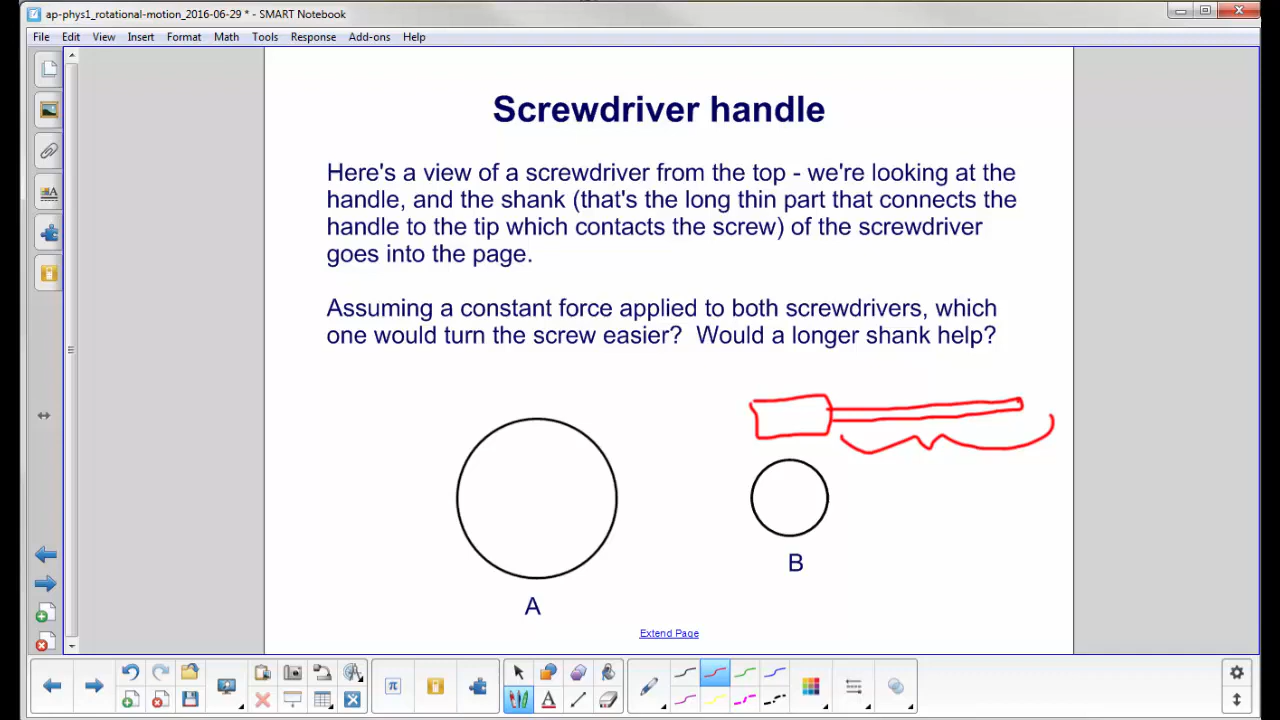 ap-phys1_rotational-motion_2016-06-29 * - SMART Notebook
File Edit View Insert Format Math Tools Response Add-ons Help
Screwdriver handle
Here's a view of a screwdriver from the top - we're looking at the
handle, and the shank (that's the long thin part that connects the
handle to the tip which contacts the screw) of the screwdriver
goes into the page.
Assuming a constant force applied to both screwdrivers, which
one would turn the screw easier?  Would a longer shank help?
B
A
Extend Page